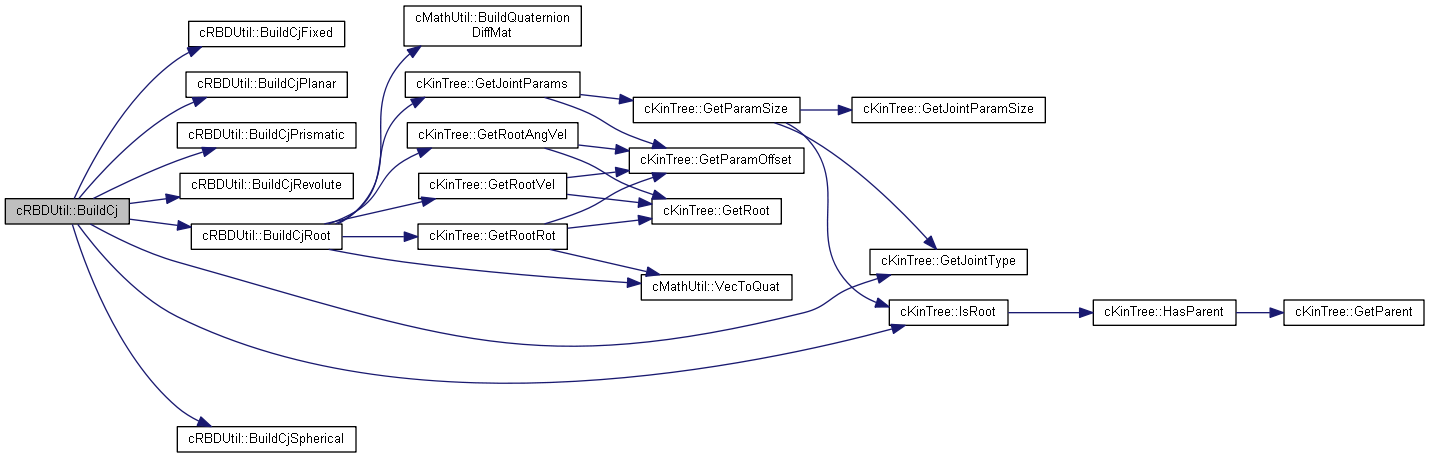 cRBDUtil::BuildCj
cRBDUtil::BuildCjFixed
cRBDUtil::BuildCjPlanar
cRBDUtil::BuildCjPrismatic
cRBDUtil::BuildCjRevolute
cRBDUtil::BuildCjRoot
cRBDUtil::BuildCjSpherical
cMathUtil::BuildQuaternion
DiffMat
cKinTree::GetJointParams
cKinTree::GetRootAngVel
cKinTree::GetRootVel
cKinTree::GetRootRot
cKinTree::GetParamSize
cKinTree::GetParamOffset
cKinTree::GetRoot
cMathUtil::VecToQuat
cKinTree::GetJointParamSize
cKinTree::GetJointType
cKinTree::IsRoot
cKinTree::HasParent
cKinTree::GetParent